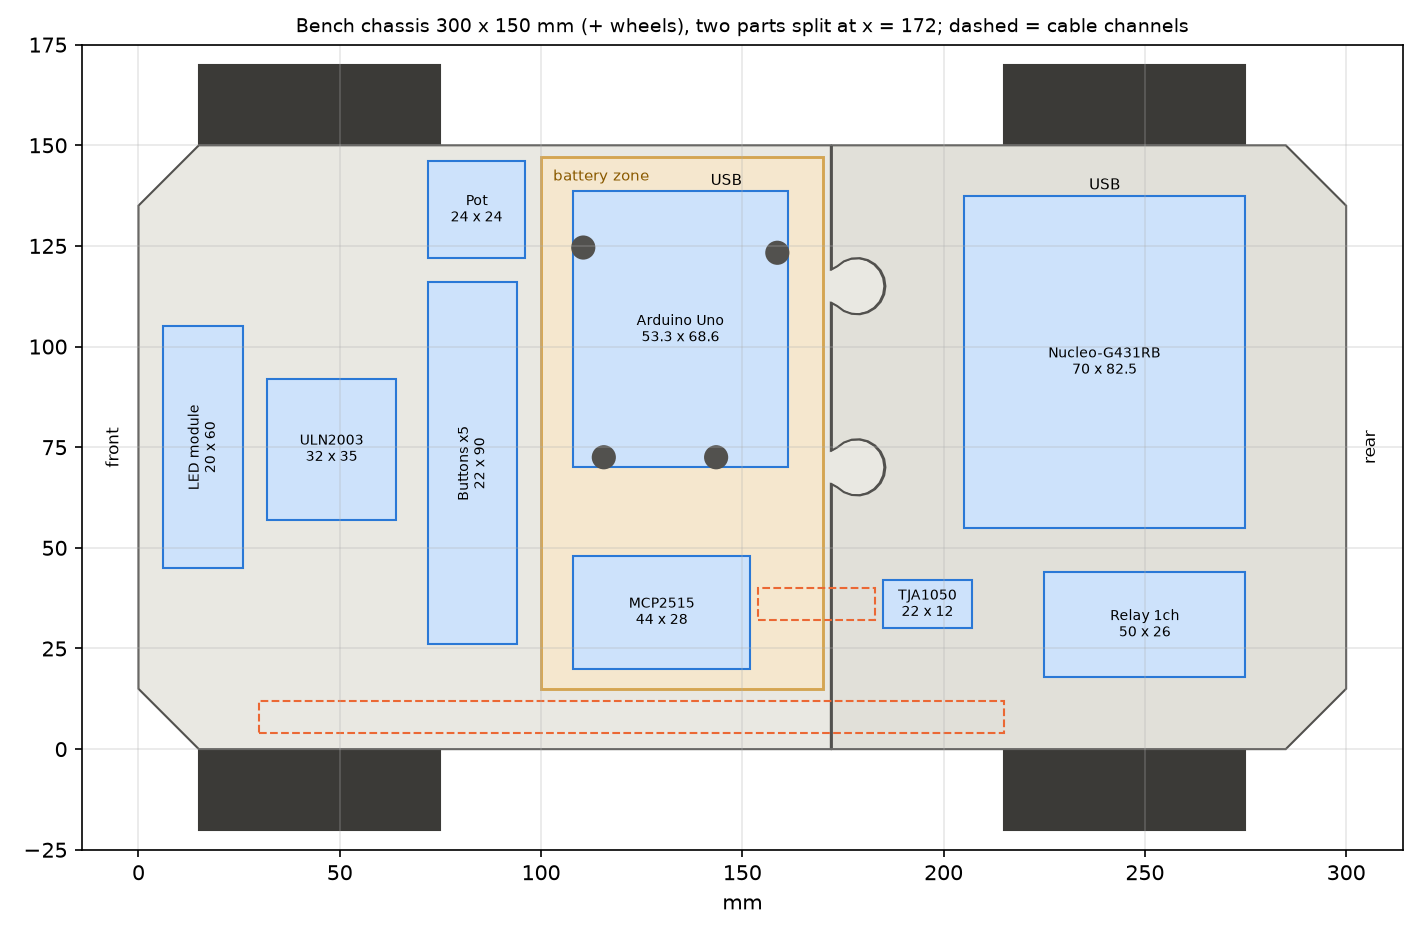 Bench chassis 300 x 150 mm (+ wheels), two parts split at x = 172; dashed = cable channels
175
150
125
100
75
50
25
0
−25
front
LED module
20 x 60
ULN2003
32 x 35
Pot
24 x 24
Buttons x5
22 x 90
battery zone
USB
Arduino Uno
53.3 x 68.6
MCP2515
44 x 28
TJA1050
22 x 12
USB
Nucleo-G431RB
70 x 82.5
Relay 1ch
50 x 26
rear
0
50
100
150
200
250
300
mm